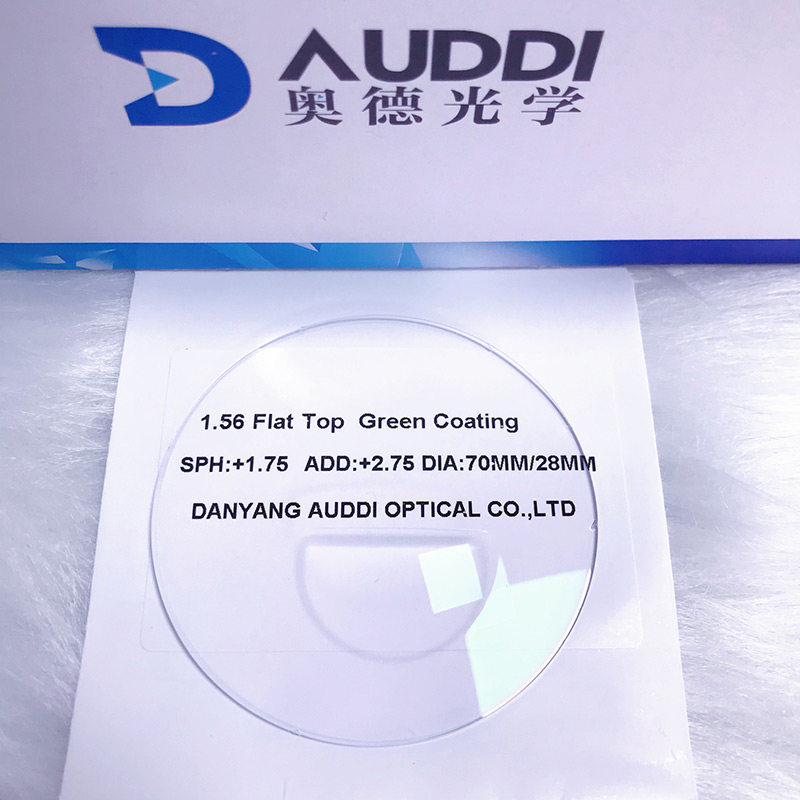 AUDDI
奥德光学
1.56 Flat Top Green Coating
SPH:+1.75 ADD:+2.75 DIA:70MM/28MM
DANYANG AUDDI OPTICAL CO.,LTD